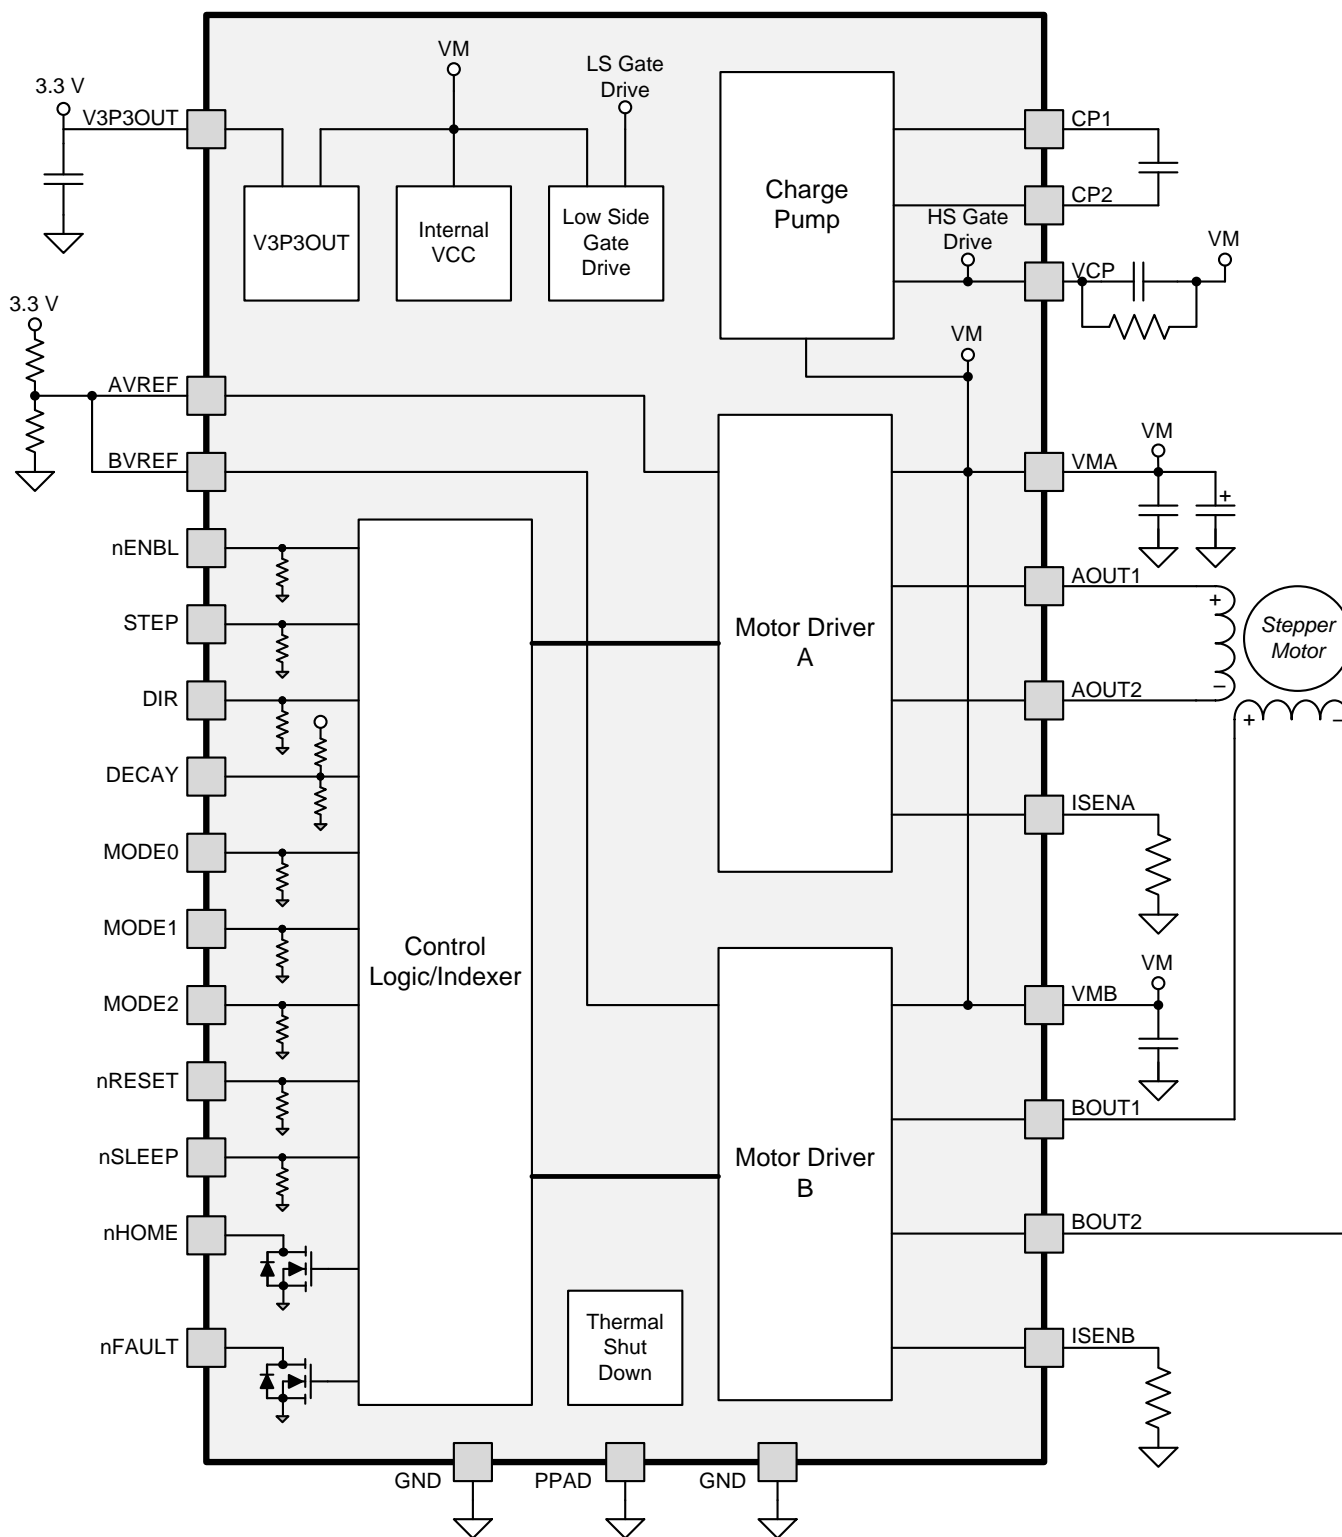 3.3 V
V3P3OUT
VM
LS Gate
Drive
V3P3OUT
Internal
VCC
Low Side
Gate
Drive
Charge
Pump
HS Gate
Drive
CP1
CP2
VCP
VM
3.3 V
AVREF
BVREF
VM
VM
VMA
+
nENBL
STEP
DIR
DECAY
MODE0
MODE1
MODE2
nRESET
nSLEEP
nHOME
nFAULT
Control
Logic/Indexer
Motor Driver
A
AOUT1
AOUT2
+
−
Stepper
Motor
+
−
ISENA
VM
VMB
Motor Driver
B
BOUT1
BOUT2
ISENB
Thermal
Shut
Down
GND
PPAD
GND